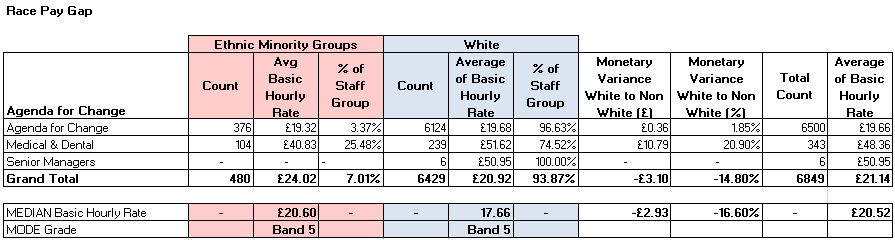 Race Pay Gap
Ethnic Minority Groups White
Agenda for Change Count Avg Basic Hourly Rate % of Staff Group Count Average of Basic Hourly Rate % of Staff Group Monetary Variance White to Non White (£) Monetary Variance White to Non White (%) Total Count Average of Basic Hourly Rate
Agenda for Change 376 £19.32 3.37% 6124 £19.68 96.63% £0.36 1.85% 6500 £19.66
Medical & Dental 104 £40.83 25.48% 239 £51.62 74.52% £10.79 20.90% 343 £48.36
Senior Managers - - - 6 £50.95 100.00% - - 6 £50.95
Grand Total 480 £24.02 7.01% 6429 £20.92 93.87% -£3.10 -14.80% 6849 £21.14
MEDIAN Basic Hourly Rate - £20.60 - - 17.66 - -£2.93 -16.60% - £20.52
MODE Grade Band 5 Band 5